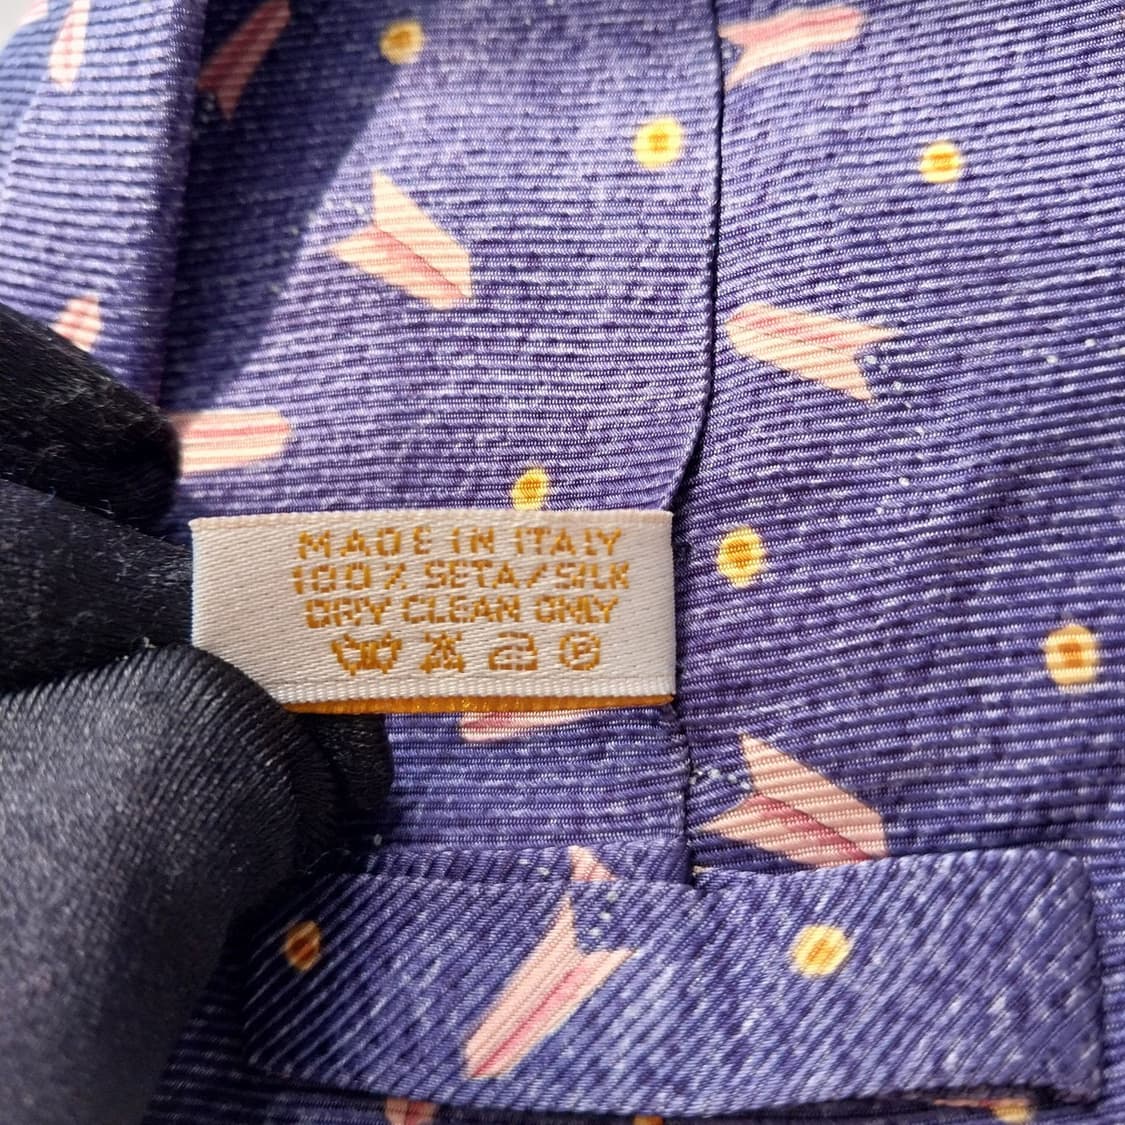 MADE IN ITALY
100% SETA/SILK
DRY CLEAN ONLY
P